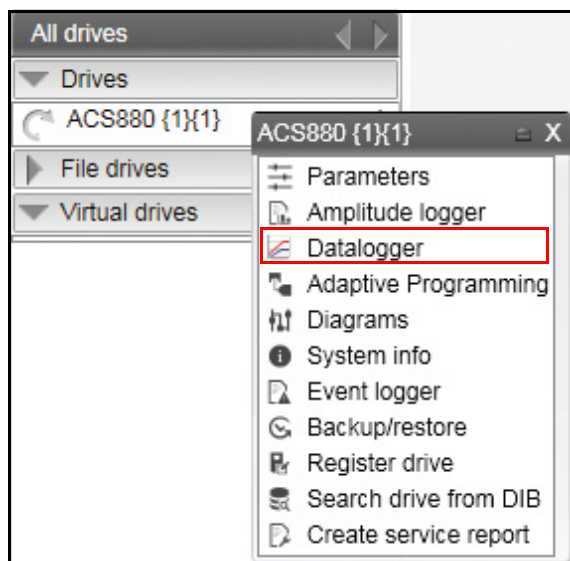 All drives
Drives
ACS880 {1}{1}
File drives
Virtual drives
ACS880 {1}{1} X
Parameters
Amplitude logger
Datalogger
Adaptive Programming
Diagrams
System info
Event logger
Backup/restore
Register drive
Search drive from DIB
Create service report